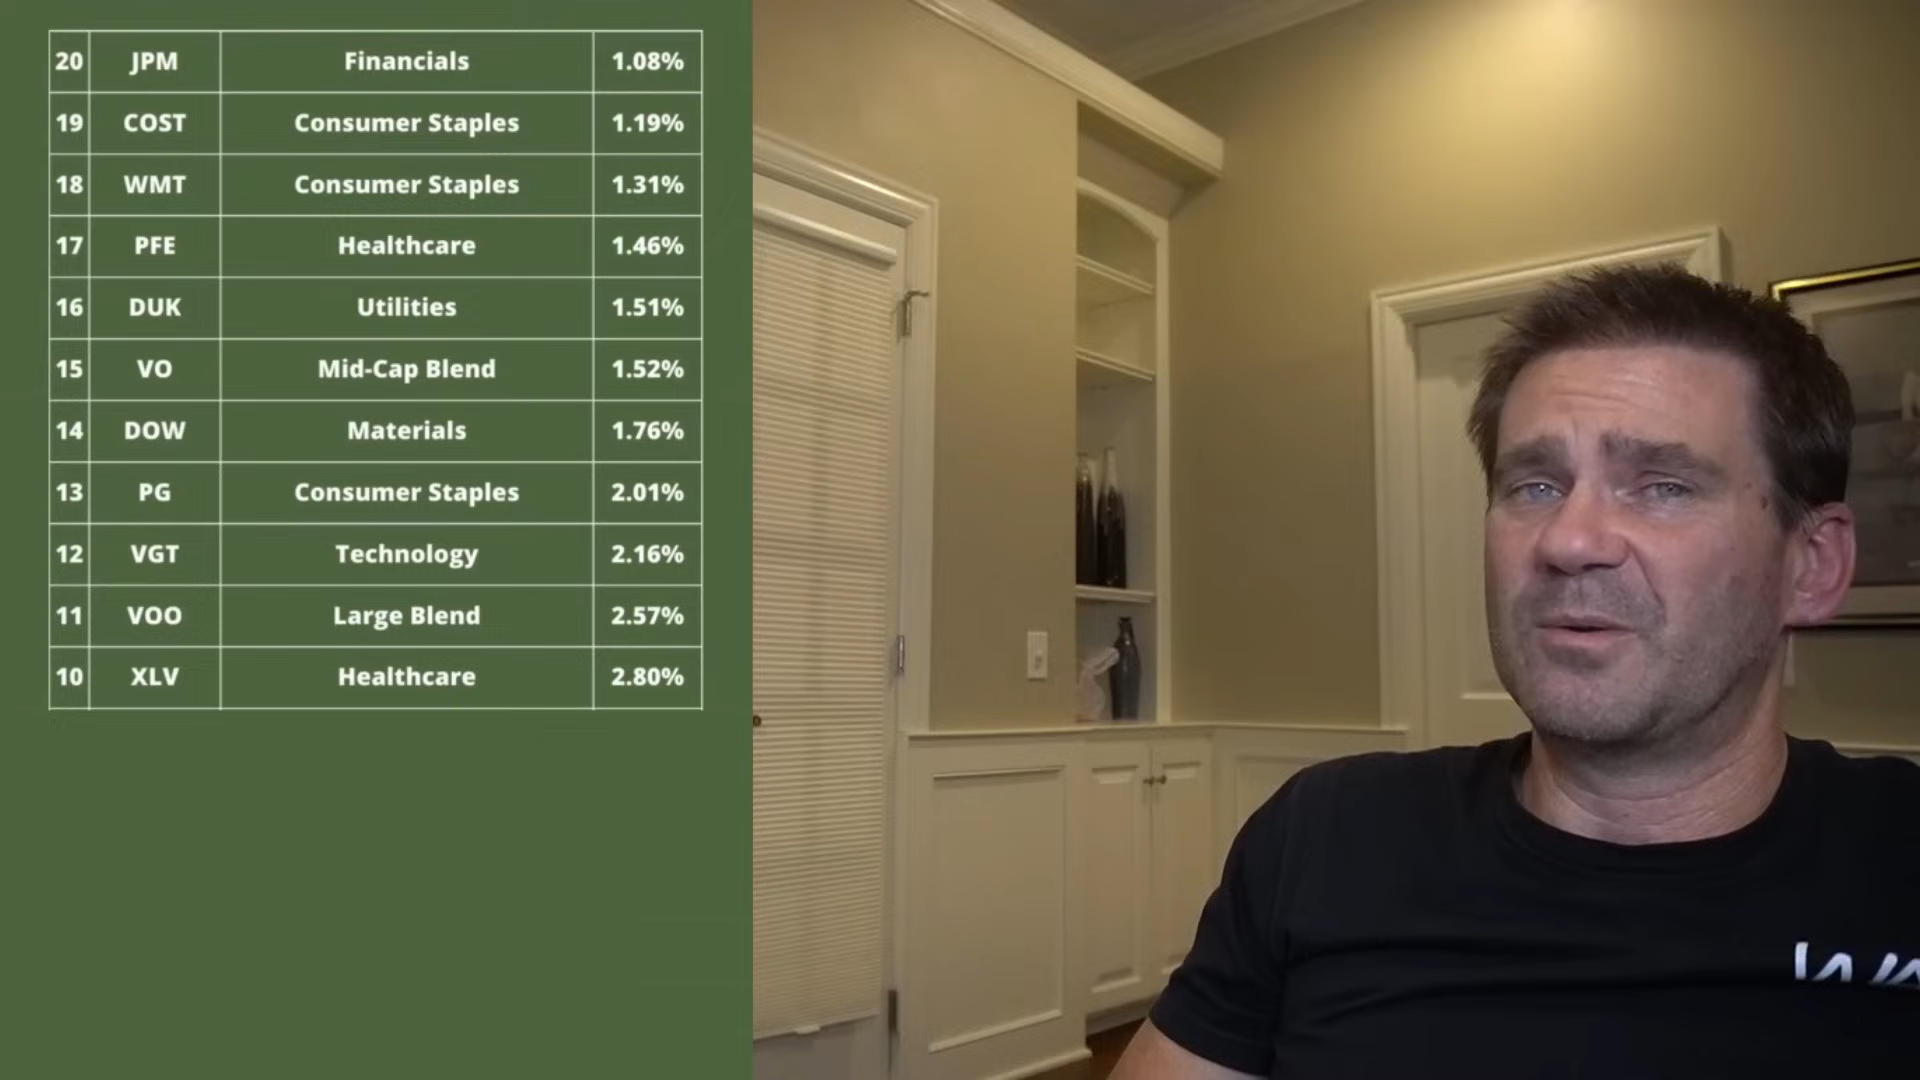 20 JPM Financials 1.08%
19 COST Consumer Staples 1.19%
18 WMT Consumer Staples 1.31%
17 PFE Healthcare 1.46%
16 DUK Utilities 1.51%
15 VO Mid-Cap Blend 1.52%
14 DOW Materials 1.76%
13 PG Consumer Staples 2.01%
12 VGT Technology 2.16%
11 VOO Large Blend 2.57%
10 XLV Healthcare 2.80%